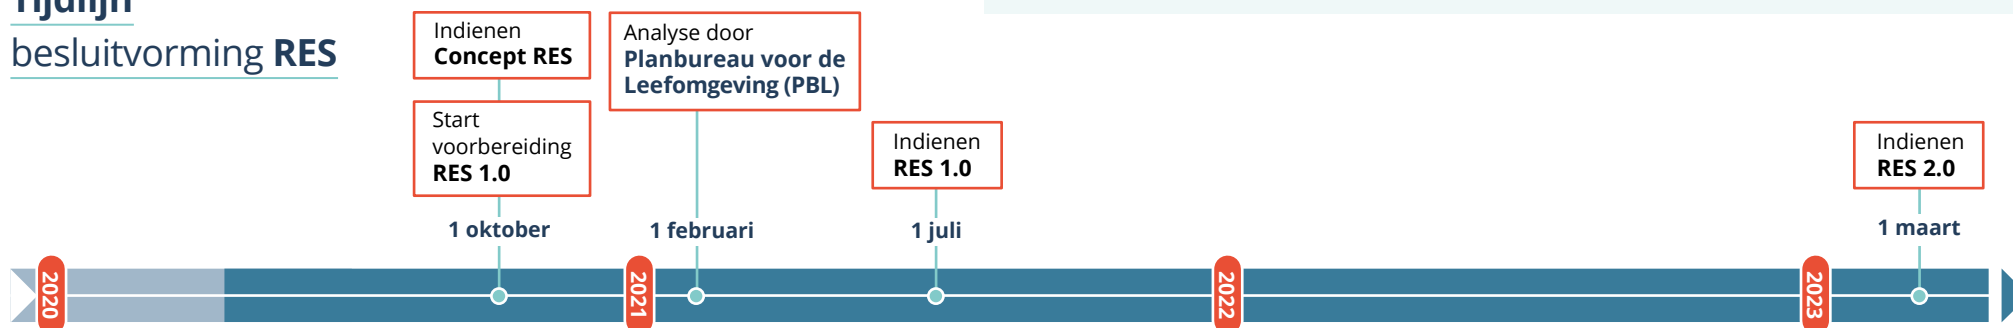 Tijdlijn
besluitvorming RES
Indienen
Concept RES
Start
voorbereiding
RES 1.0
1 oktober
Analyse door
Planbureau voor de
Leefomgeving (PBL)
1 februari
Indienen
RES 1.0
1 juli
Indienen
RES 2.0
1 maart
2020
2021
2022
2023